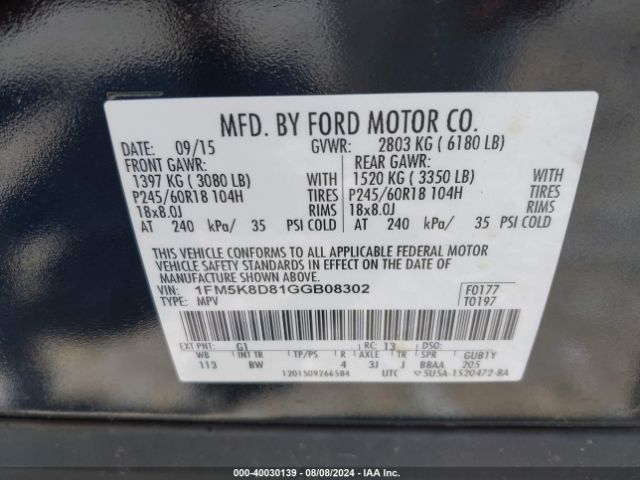 MFD. BY FORD MOTOR CO.
DATE: 09/15 GVWR: 2803 KG ( 6180 LB)
FRONT GAWR: REAR GAWR:
1397 KG ( 3080 LB) WITH 1520 KG ( 3350 LB) WITH
P245/60R18 104H TIRES P245/60R18 104H TIRES
18x8.0J RIMS 18x8.0J RIMS
AT 240 kPa/ 35 PSI COLD AT 240 kPa/ 35 PSI COLD
THIS VEHICLE CONFORMS TO ALL APPLICABLE FEDERAL MOTOR
VEHICLE SAFETY STANDARDS IN EFFECT ON THE DATE OF
MANUFACTURE SHOWN ABOVE.
VIN: 1FM5K8D81GGB08302 F0177
TYPE: MPV T0197
EXT PNT: G1 RC: 13 DSO:
WB INT TR TP/PS R AXLE TR SPR GUB1Y
113 BW 4 3J J BBAA 205
1201509266584 UTC 5U5A-1520472-BA
000-40030139 - 08/08/2024 - IAA Inc.